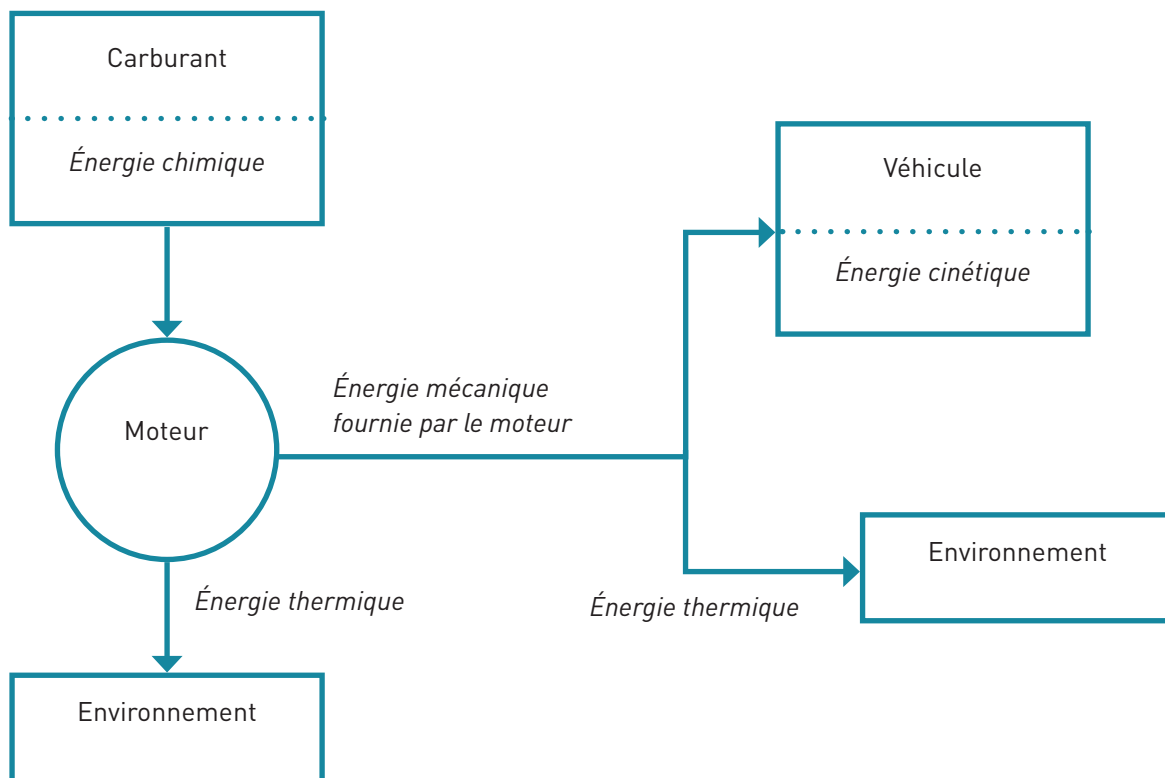 Carburant
Énergie chimique
Véhicule
Énergie cinétique
Énergie mécanique
fournie par le moteur
Moteur
Environnement
Énergie thermique
Énergie thermique
Environnement